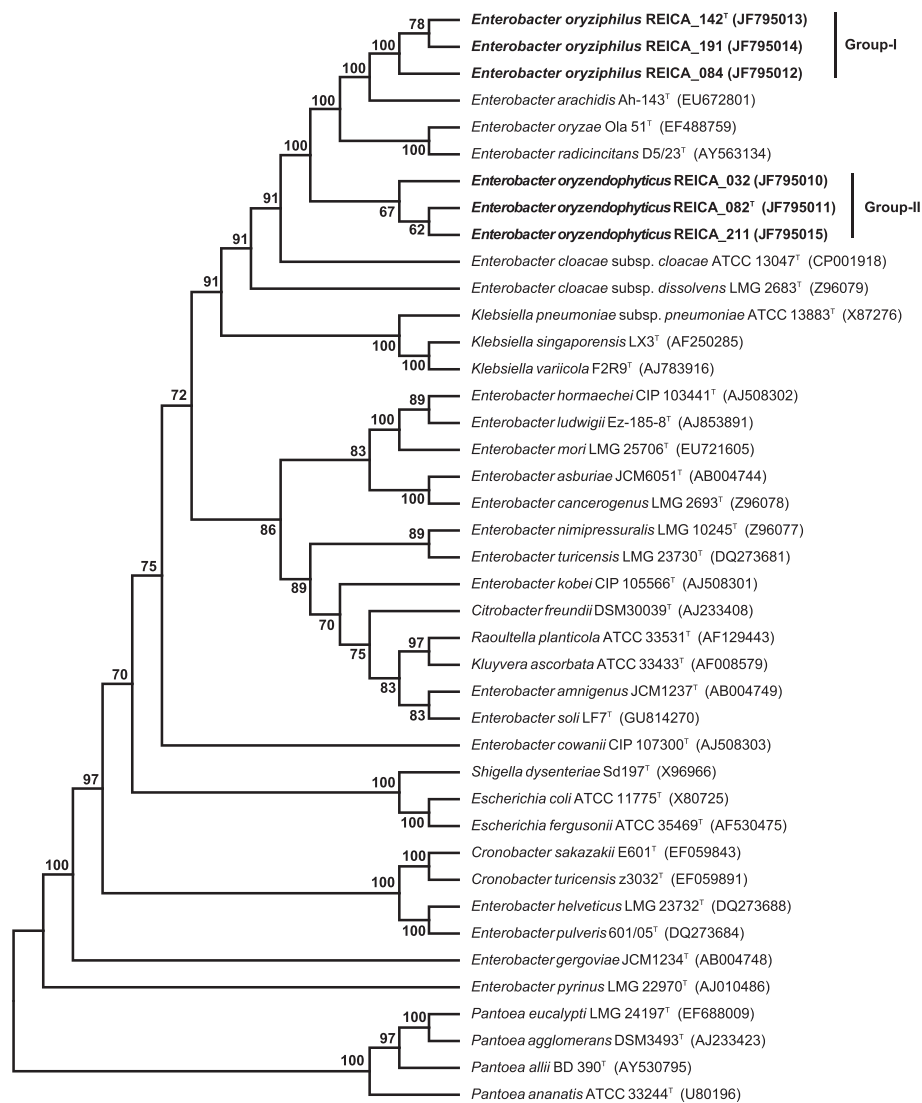 78 Enterobacter oryziphilus REICA_142ᵀ (JF795013)
100 Enterobacter oryziphilus REICA_191 (JF795014) Group-I
100 Enterobacter oryziphilus REICA_084 (JF795012)
100 Enterobacter arachidis Ah-143ᵀ (EU672801)
Enterobacter oryzae Ola 51ᵀ (EF488759)
100 100 Enterobacter radicincitans D5/23ᵀ (AY563134)
Enterobacter oryzendophyticus REICA_032 (JF795010)
91 67 Enterobacter oryzendophyticus REICA_082ᵀ (JF795011) Group-II
91 62 Enterobacter oryzendophyticus REICA_211 (JF795015)
Enterobacter cloacae subsp. cloacae ATCC 13047ᵀ (CP001918)
91 Enterobacter cloacae subsp. dissolvens LMG 2683ᵀ (Z96079)
Klebsiella pneumoniae subsp. pneumoniae ATCC 13883ᵀ (X87276)
100 Klebsiella singaporensis LX3ᵀ (AF250285)
100 Klebsiella variicola F2R9ᵀ (AJ783916)
72 89 Enterobacter hormaechei CIP 103441ᵀ (AJ508302)
100 Enterobacter ludwigii Ez-185-8ᵀ (AJ853891)
83 Enterobacter mori LMG 25706ᵀ (EU721605)
Enterobacter asburiae JCM6051ᵀ (AB004744)
100 Enterobacter cancerogenus LMG 2693ᵀ (Z96078)
86 89 Enterobacter nimipressuralis LMG 10245ᵀ (Z96077)
Enterobacter turicensis LMG 23730ᵀ (DQ273681)
75 89 Enterobacter kobei CIP 105566ᵀ (AJ508301)
70 Citrobacter freundii DSM30039ᵀ (AJ233408)
97 Raoultella planticola ATCC 33531ᵀ (AF129443)
75 Kluyvera ascorbata ATCC 33433ᵀ (AF008579)
70 83 Enterobacter amnigenus JCM1237ᵀ (AB004749)
83 Enterobacter soli LF7ᵀ (GU814270)
Enterobacter cowanii CIP 107300ᵀ (AJ508303)
97 100 Shigella dysenteriae Sd197ᵀ (X96966)
Escherichia coli ATCC 11775ᵀ (X80725)
100 Escherichia fergusonii ATCC 35469ᵀ (AF530475)
100 100 Cronobacter sakazakii E601ᵀ (EF059843)
100 Cronobacter turicensis z3032ᵀ (EF059891)
Enterobacter helveticus LMG 23732ᵀ (DQ273688)
100 Enterobacter pulveris 601/05ᵀ (DQ273684)
Enterobacter gergoviae JCM1234ᵀ (AB004748)
Enterobacter pyrinus LMG 22970ᵀ (AJ010486)
100 Pantoea eucalypti LMG 24197ᵀ (EF688009)
97 Pantoea agglomerans DSM3493ᵀ (AJ233423)
100 Pantoea allii BD 390ᵀ (AY530795)
Pantoea ananatis ATCC 33244ᵀ (U80196)